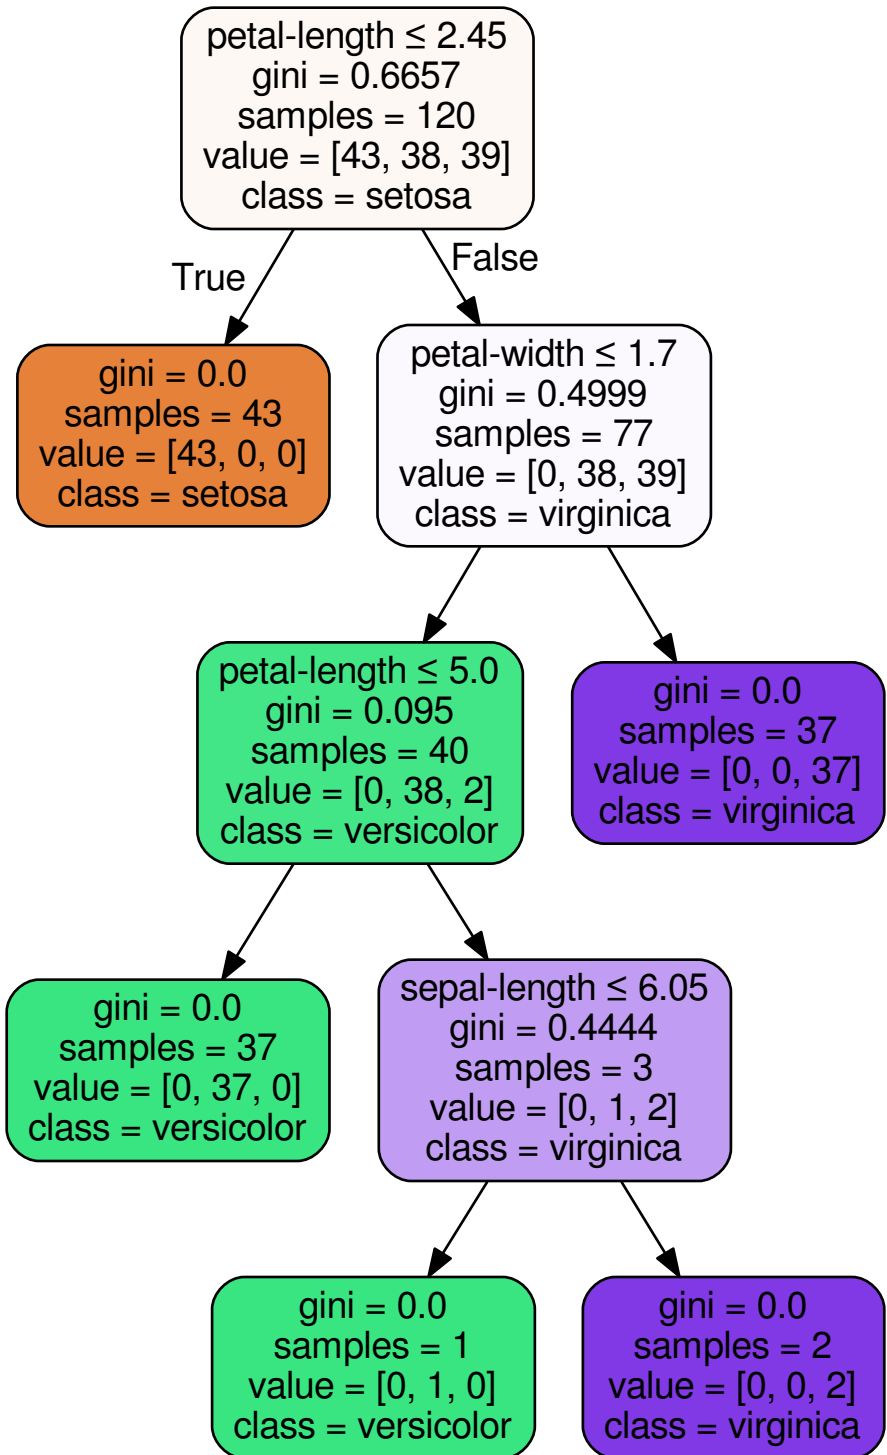 petal-length ≤ 2.45
gini = 0.6657
samples = 120
value = [43, 38, 39]
class = setosa
True
False
gini = 0.0
samples = 43
value = [43, 0, 0]
class = setosa
petal-width ≤ 1.7
gini = 0.4999
samples = 77
value = [0, 38, 39]
class = virginica
petal-length ≤ 5.0
gini = 0.095
samples = 40
value = [0, 38, 2]
class = versicolor
gini = 0.0
samples = 37
value = [0, 0, 37]
class = virginica
gini = 0.0
samples = 37
value = [0, 37, 0]
class = versicolor
sepal-length ≤ 6.05
gini = 0.4444
samples = 3
value = [0, 1, 2]
class = virginica
gini = 0.0
samples = 1
value = [0, 1, 0]
class = versicolor
gini = 0.0
samples = 2
value = [0, 0, 2]
class = virginica